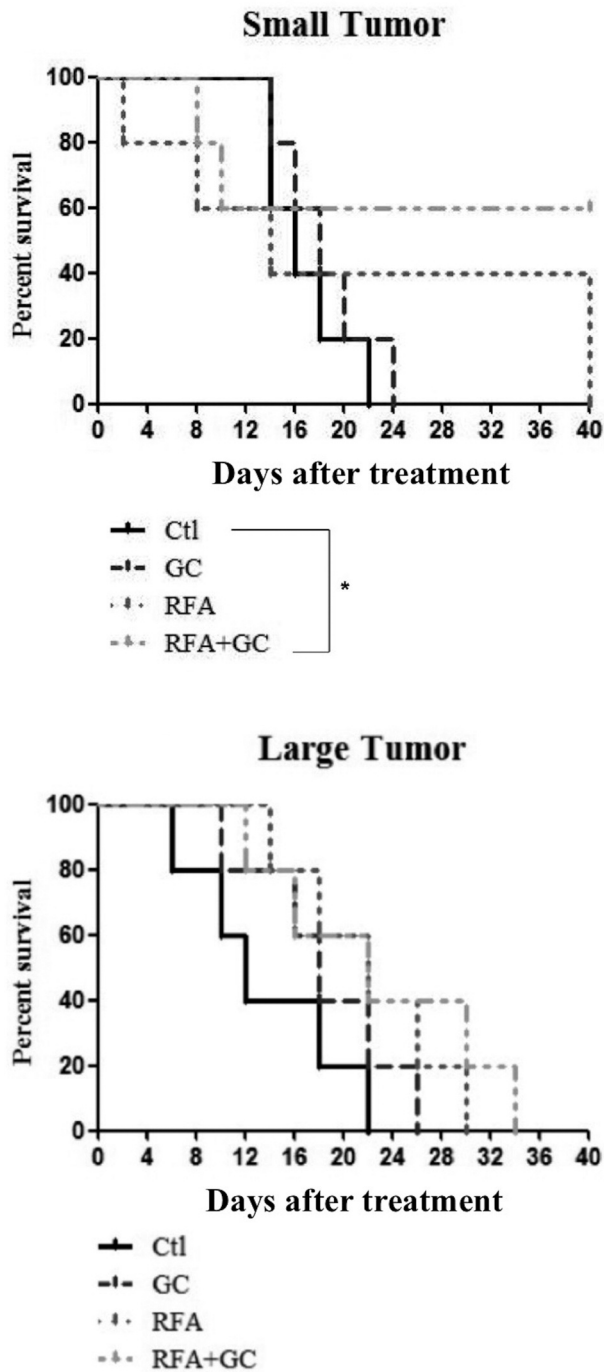 Small Tumor
Percent survival
100
80
60
40
20
0
0 4 8 12 16 20 24 28 32 36 40
Days after treatment
Ctl
GC
RFA
RFA+GC
*
Large Tumor
Percent survival
100
80
60
40
20
0
0 4 8 12 16 20 24 28 32 36 40
Days after treatment
Ctl
GC
RFA
RFA+GC